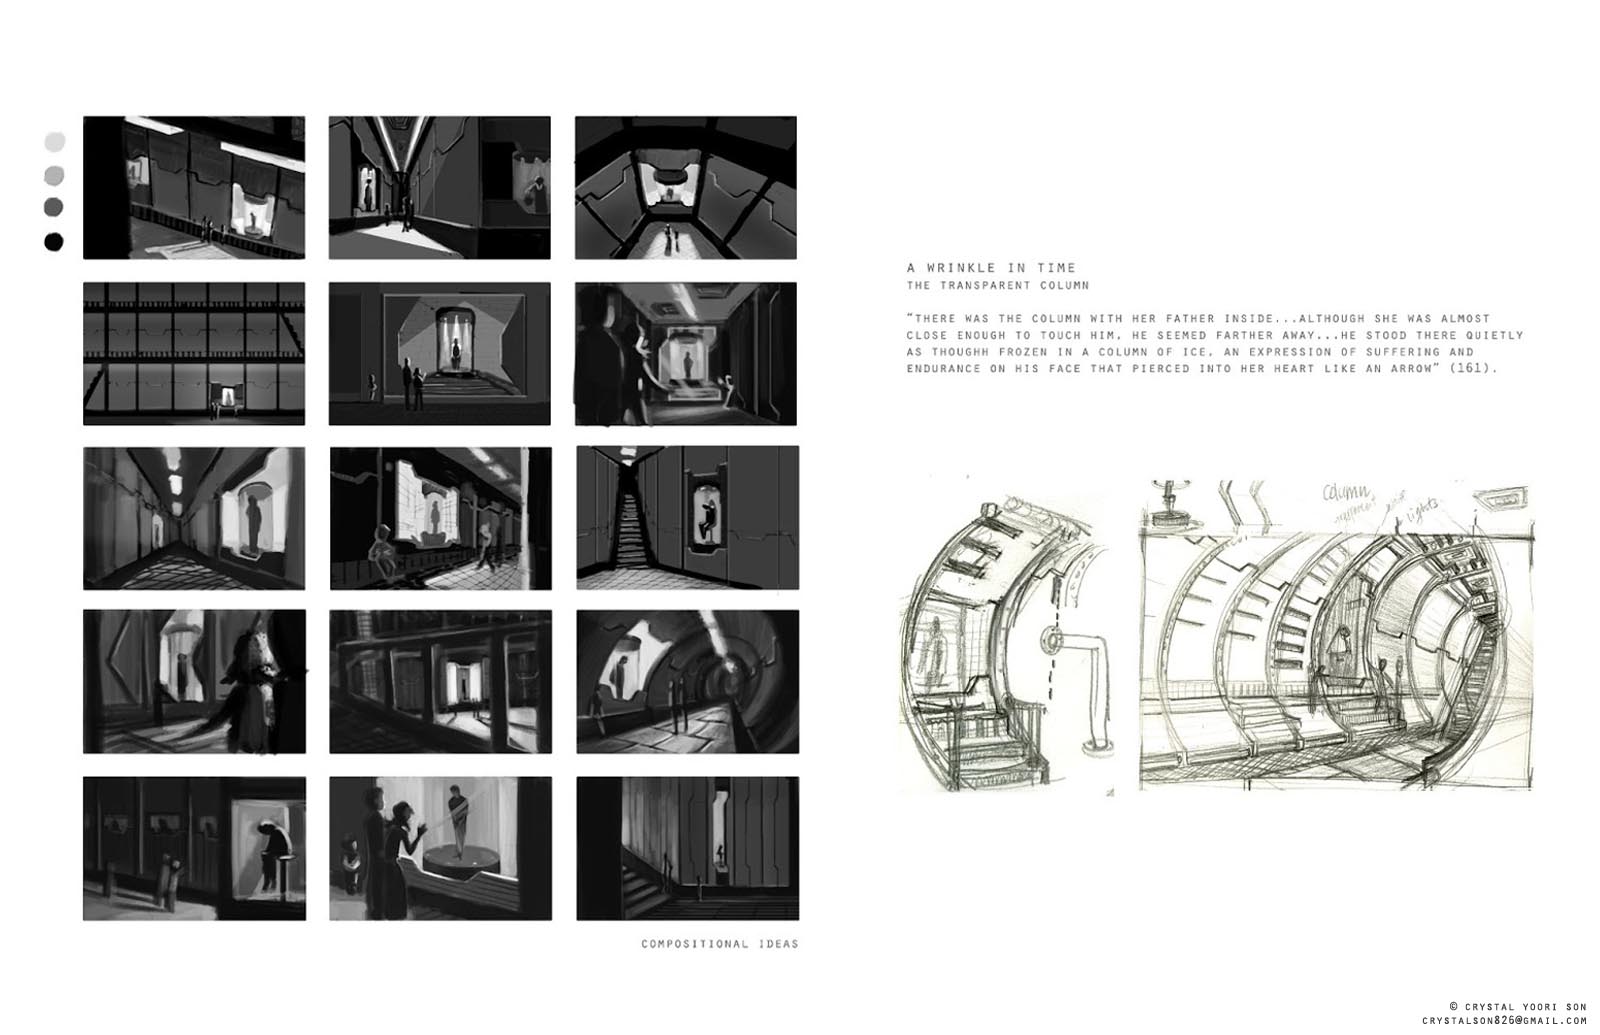 A WRINKLE IN TIME
THE TRANSPARENT COLUMN
“THERE WAS THE COLUMN WITH HER FATHER INSIDE...ALTHOUGH SHE WAS ALMOST
CLOSE ENOUGH TO TOUCH HIM, HE SEEMED FARTHER AWAY...HE STOOD THERE QUIETLY
AS THOUGHH FROZEN IN A COLUMN OF ICE, AN EXPRESSION OF SUFFERING AND
ENDURANCE ON HIS FACE THAT PIERCED INTO HER HEART LIKE AN ARROW” (161).
Column
lights
COMPOSITIONAL IDEAS
© CRYSTAL YOORI SON
CRYSTALSON826@GMAIL.COM